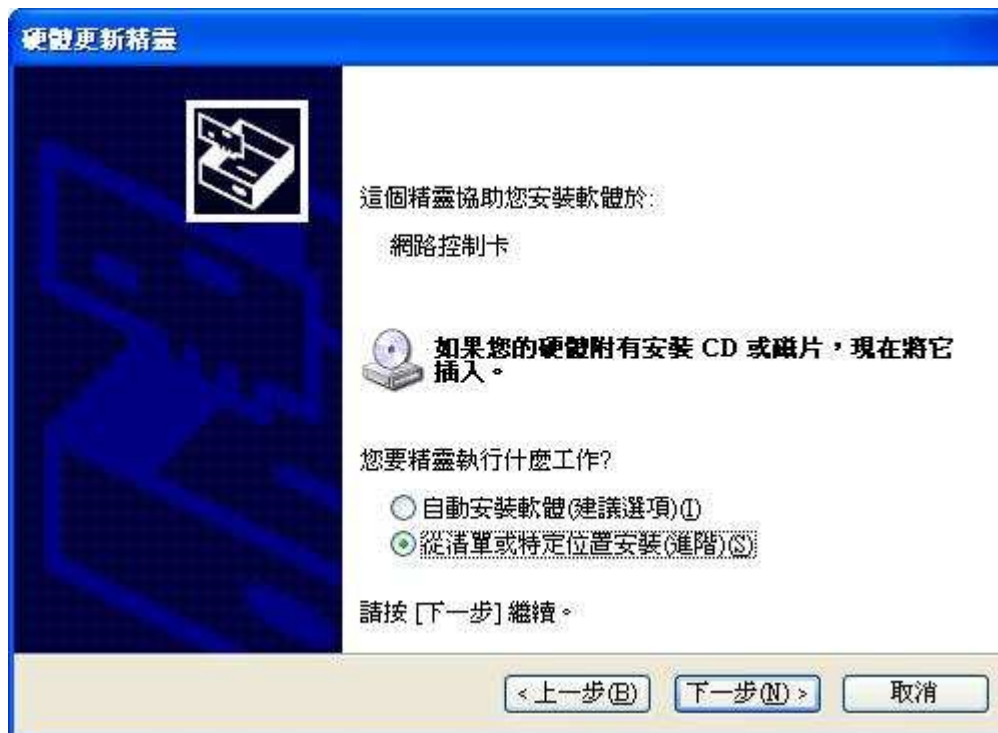 硬體更新精靈
這個精靈協助您安裝軟體於:
網路控制卡
如果您的硬體附有安裝 CD 或磁片，現在將它
插入。
您要精靈執行什麼工作?
自動安裝軟體(建議選項)(I)
從清單或特定位置安裝(進階)(S)
請按 [下一步] 繼續。
< 上一步(B)
下一步(N) >
取消